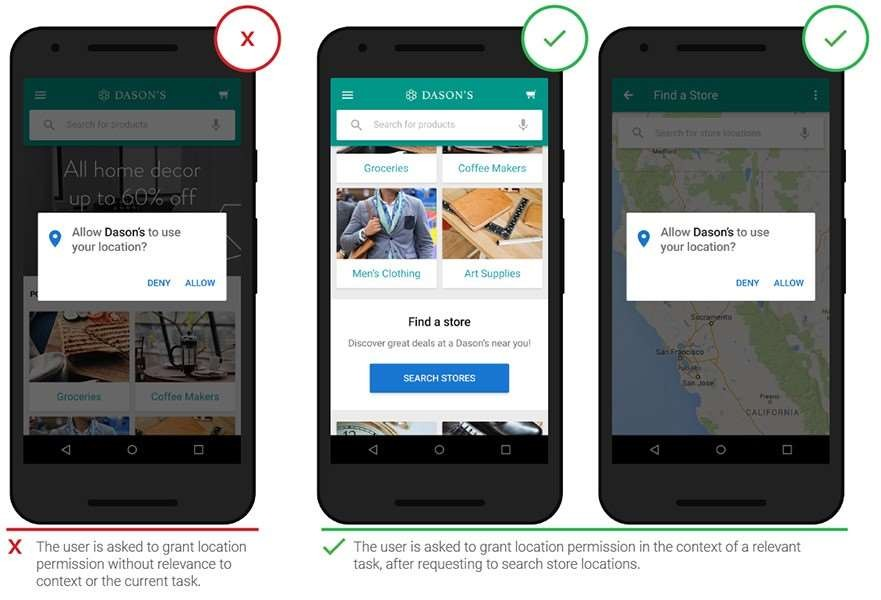 X
DASON'S
Search for products
All home decor
up to 60% off
Allow Dason's to use
your location?
DENY ALLOW
Groceries Coffee Makers
DASON'S
Search for products
Groceries Coffee Makers
Men's Clothing Art Supplies
Find a store
Discover great deals at a Dason's near you!
SEARCH STORES
Find a Store
Search for store locations
Medford
Allow Dason's to use
your location?
DENY ALLOW
Sacramento
San Francisco
San Jose
Fresno
CALIFORNIA
X The user is asked to grant location
permission without relevance to
context or the current task.
The user is asked to grant location permission in the context of a relevant
task, after requesting to search store locations.